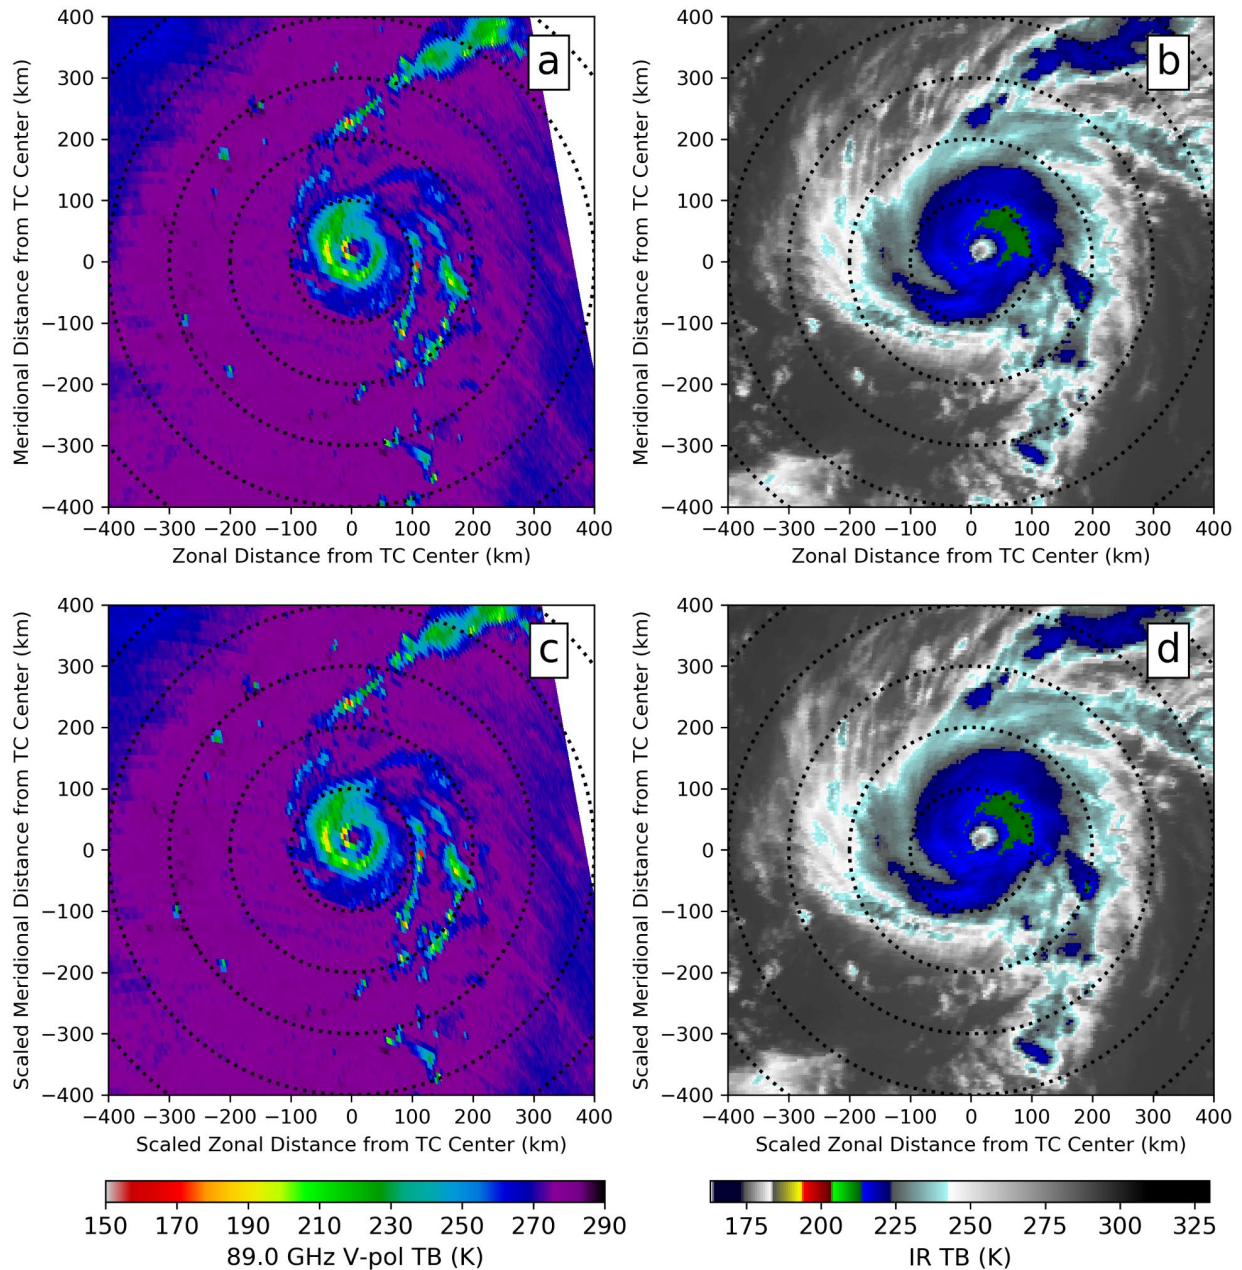 a
b
400
300
200
100
0
−100
−200
−300
−400
Meridional Distance from TC Center (km)
−400 −300 −200 −100 0 100 200 300 400
Zonal Distance from TC Center (km)
400
300
200
100
0
−100
−200
−300
−400
Meridional Distance from TC Center (km)
−400 −300 −200 −100 0 100 200 300 400
Zonal Distance from TC Center (km)
c
d
400
300
200
100
0
−100
−200
−300
−400
Scaled Meridional Distance from TC Center (km)
−400 −300 −200 −100 0 100 200 300 400
Scaled Zonal Distance from TC Center (km)
400
300
200
100
0
−100
−200
−300
−400
Scaled Meridional Distance from TC Center (km)
−400 −300 −200 −100 0 100 200 300 400
Scaled Zonal Distance from TC Center (km)
150 170 190 210 230 250 270 290
89.0 GHz V-pol TB (K)
175 200 225 250 275 300 325
IR TB (K)